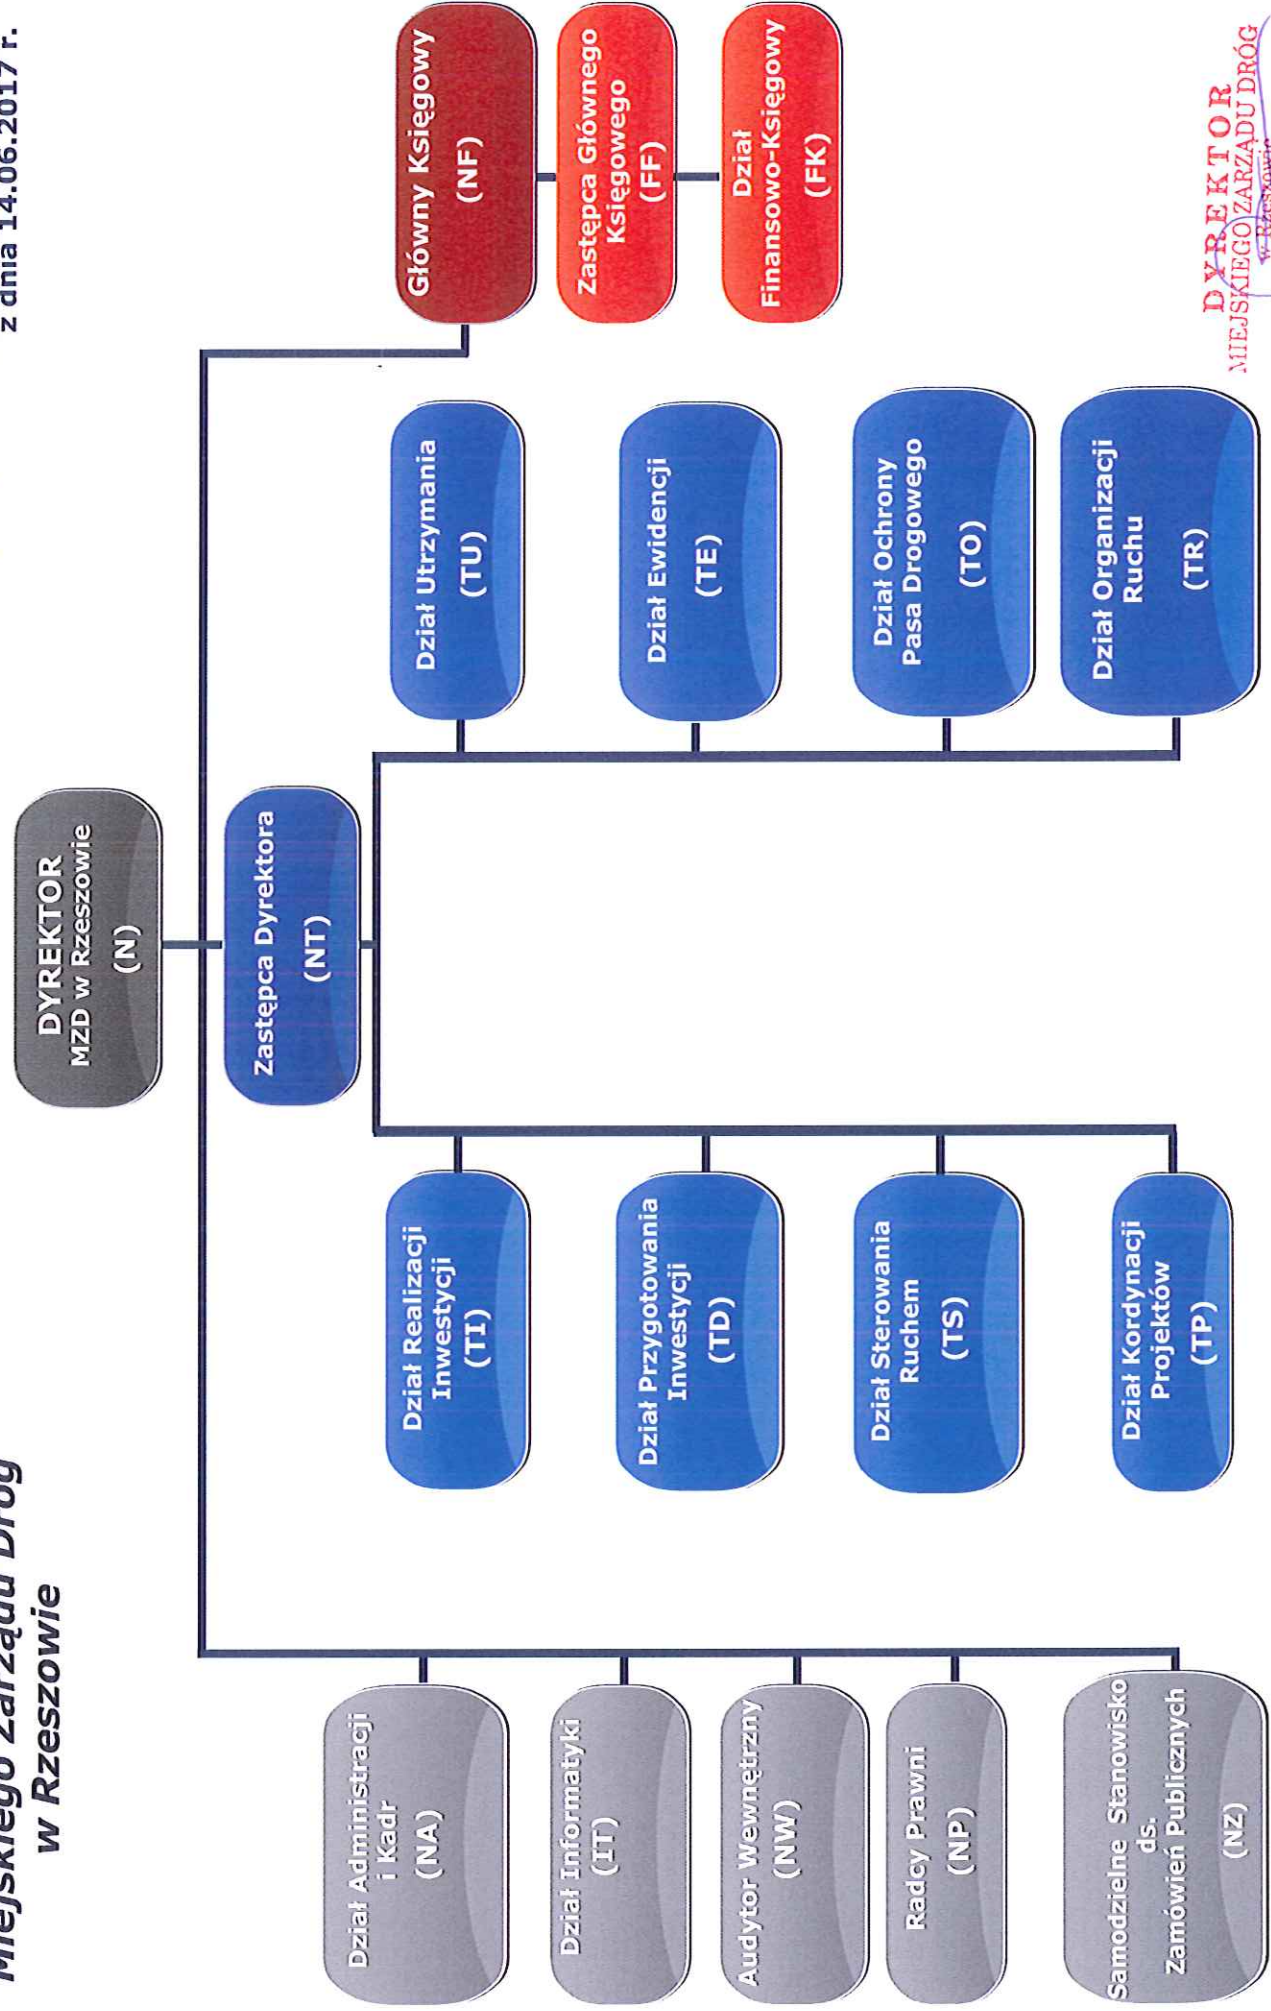 Miejskiego Zarządu Dróg
w Rzeszowie
z dnia 14.06.2017 r.
DYREKTOR
MZD w Rzeszowie
(N)
Zastępca Dyrektora
(NT)
Dział Administracji
i Kadr
(NA)
Dział Informatyki
(IT)
Audytor Wewnętrzny
(NW)
Radcy Prawni
(NP)
Samodzielne Stanowisko
ds.
Zamówień Publicznych
(NZ)
Dział Realizacji
Inwestycji
(TI)
Dział Przygotowania
Inwestycji
(TD)
Dział Sterowania
Ruchem
(TS)
Dział Kordynacji
Projektów
(TP)
Dział Utrzymania
(TU)
Dział Ewidencji
(TE)
Dział Ochrony
Pasa Drogowego
(TO)
Dział Organizacji
Ruchu
(TR)
Główny Księgowy
(NF)
Zastępca Głównego
Księgowego
(FF)
Dział
Finansowo-Księgowy
(FK)
DYREKTOR
MIEJSKIEGO ZARZĄDU DRÓG
w Rzeszowie